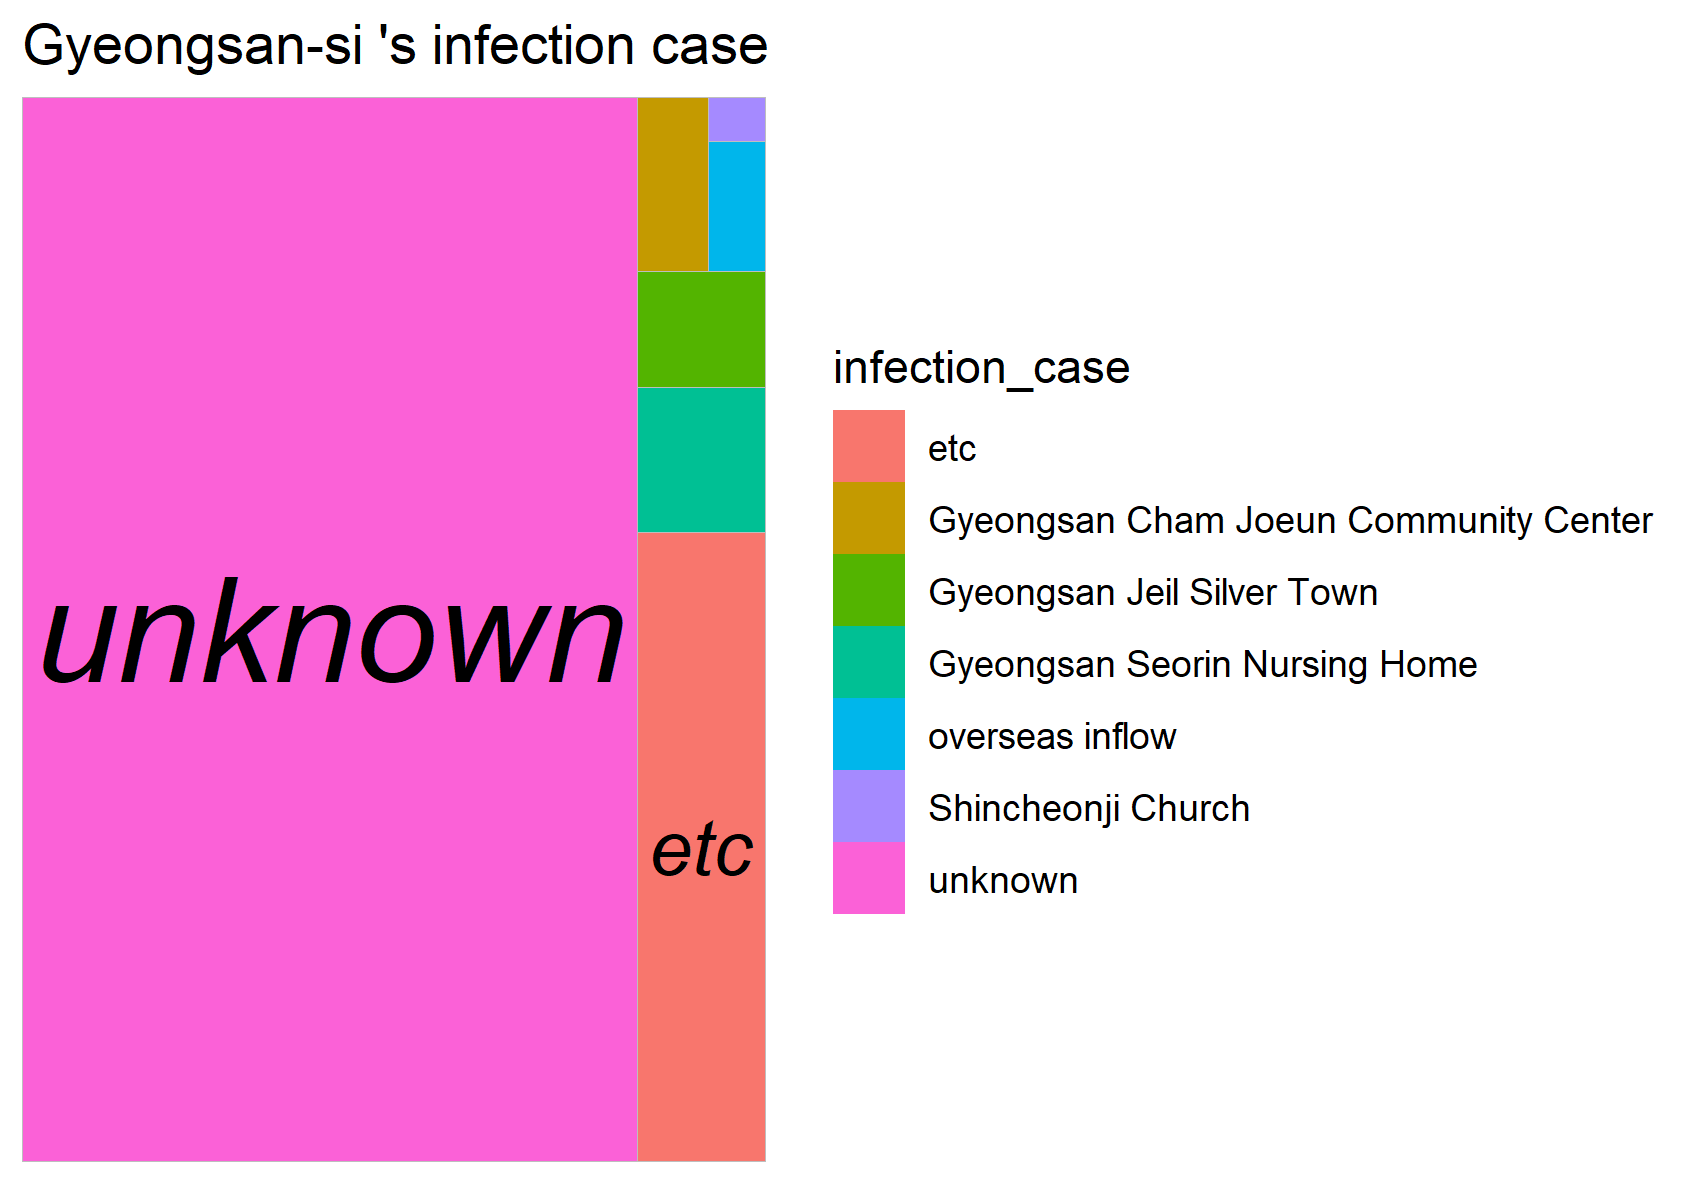 Gyeongsan-si 's infection case
unknown
etc
infection_case
etc
Gyeongsan Cham Joeun Community Center
Gyeongsan Jeil Silver Town
Gyeongsan Seorin Nursing Home
overseas inflow
Shincheonji Church
unknown